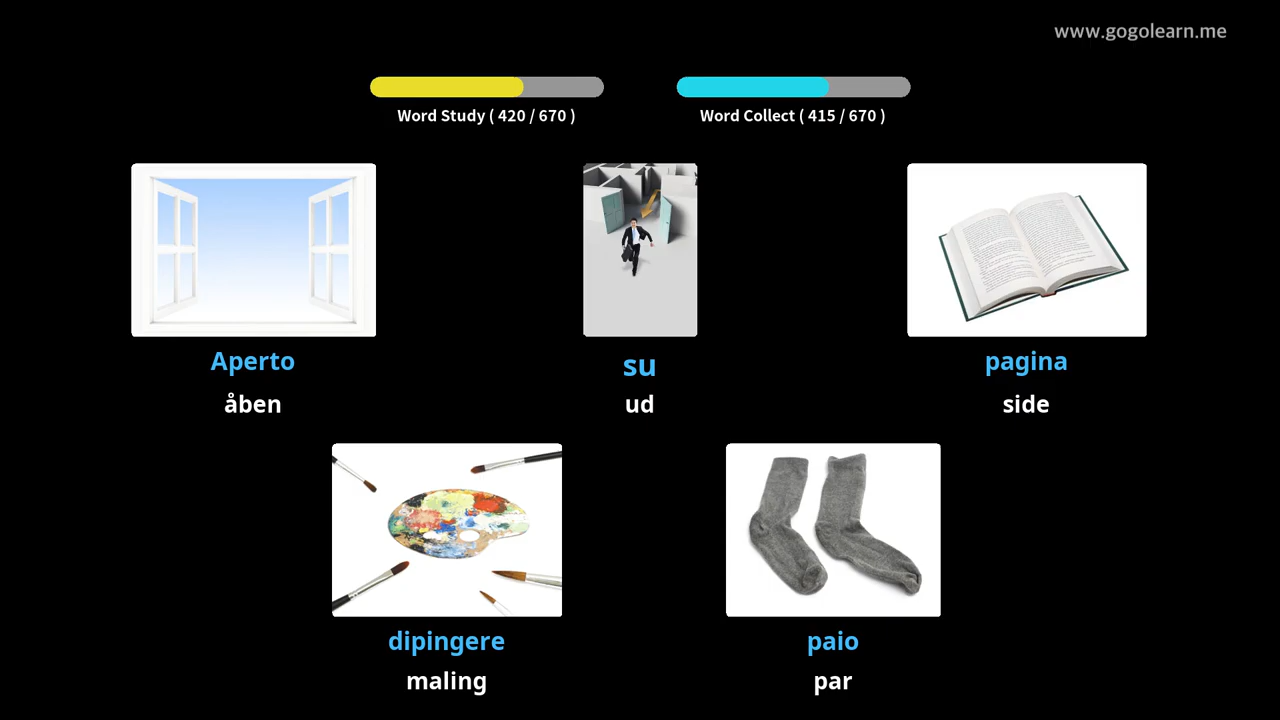 www.gogolearn.me
Word Study ( 420 / 670 )
Word Collect ( 415 / 670 )
Aperto
su
pagina
åben
ud
side
dipingere
paio
maling
par